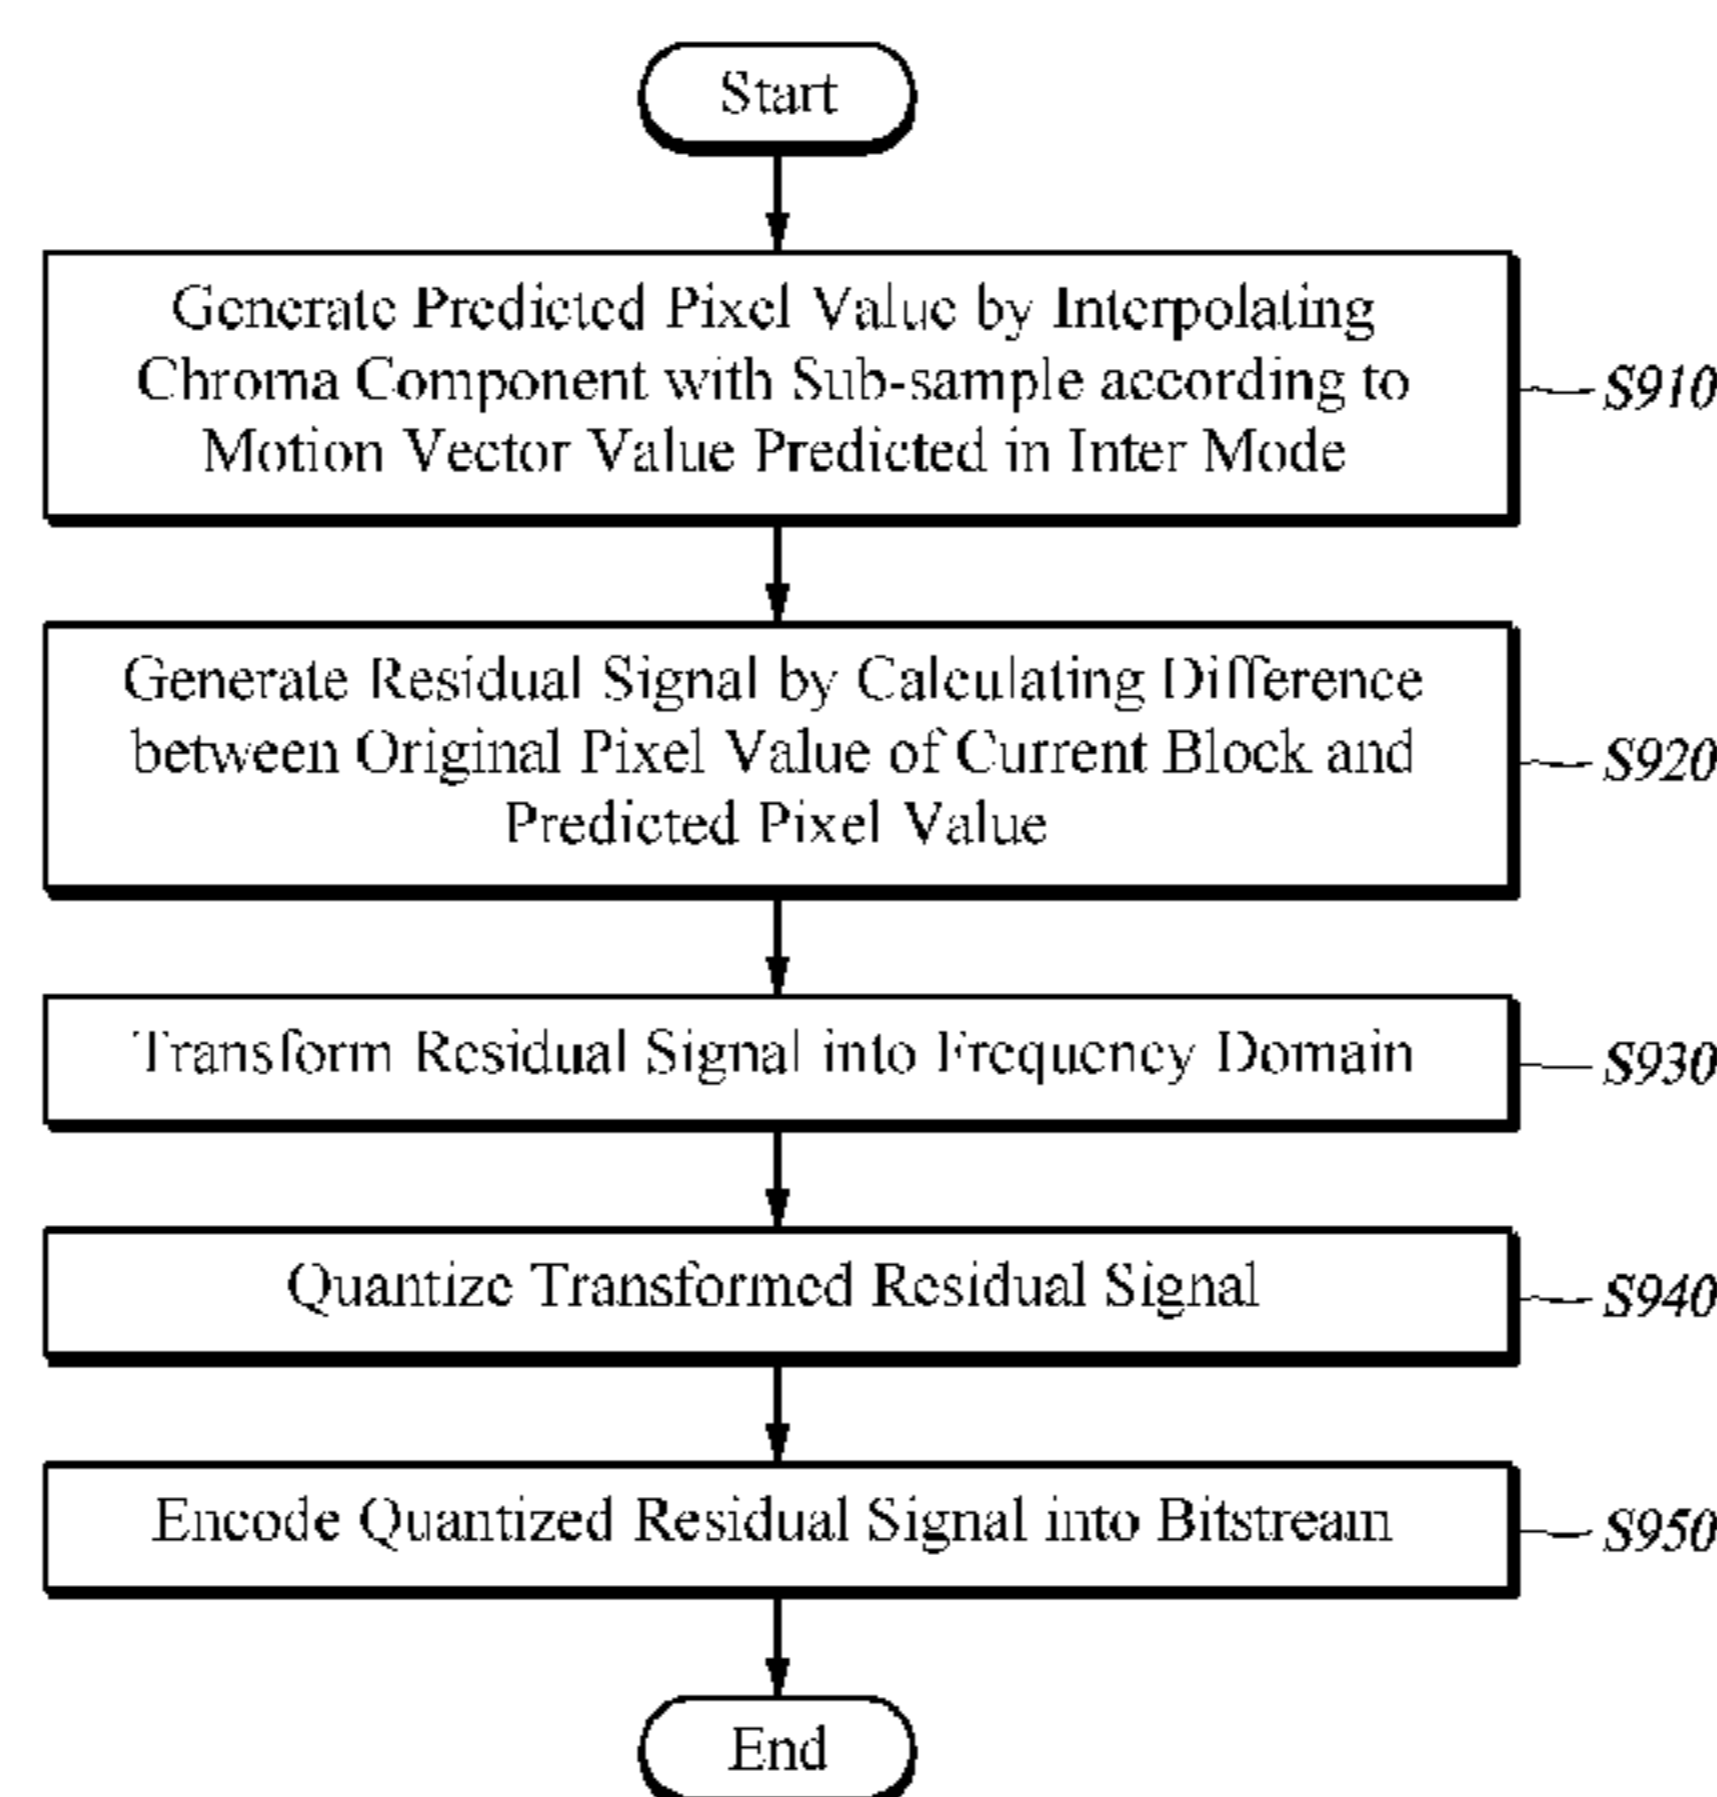 Start
Generate Predicted Pixel Value by Interpolating
Chroma Component with Sub-sample according to
Motion Vector Value Predicted in Inter Mode
S910
Generate Residual Signal by Calculating Difference
between Original Pixel Value of Current Block and
Predicted Pixel Value
S920
Transform Residual Signal into Frequency Domain
S930
Quantize Transformed Residual Signal
S940
Encode Quantized Residual Signal into Bitstream
S950
End